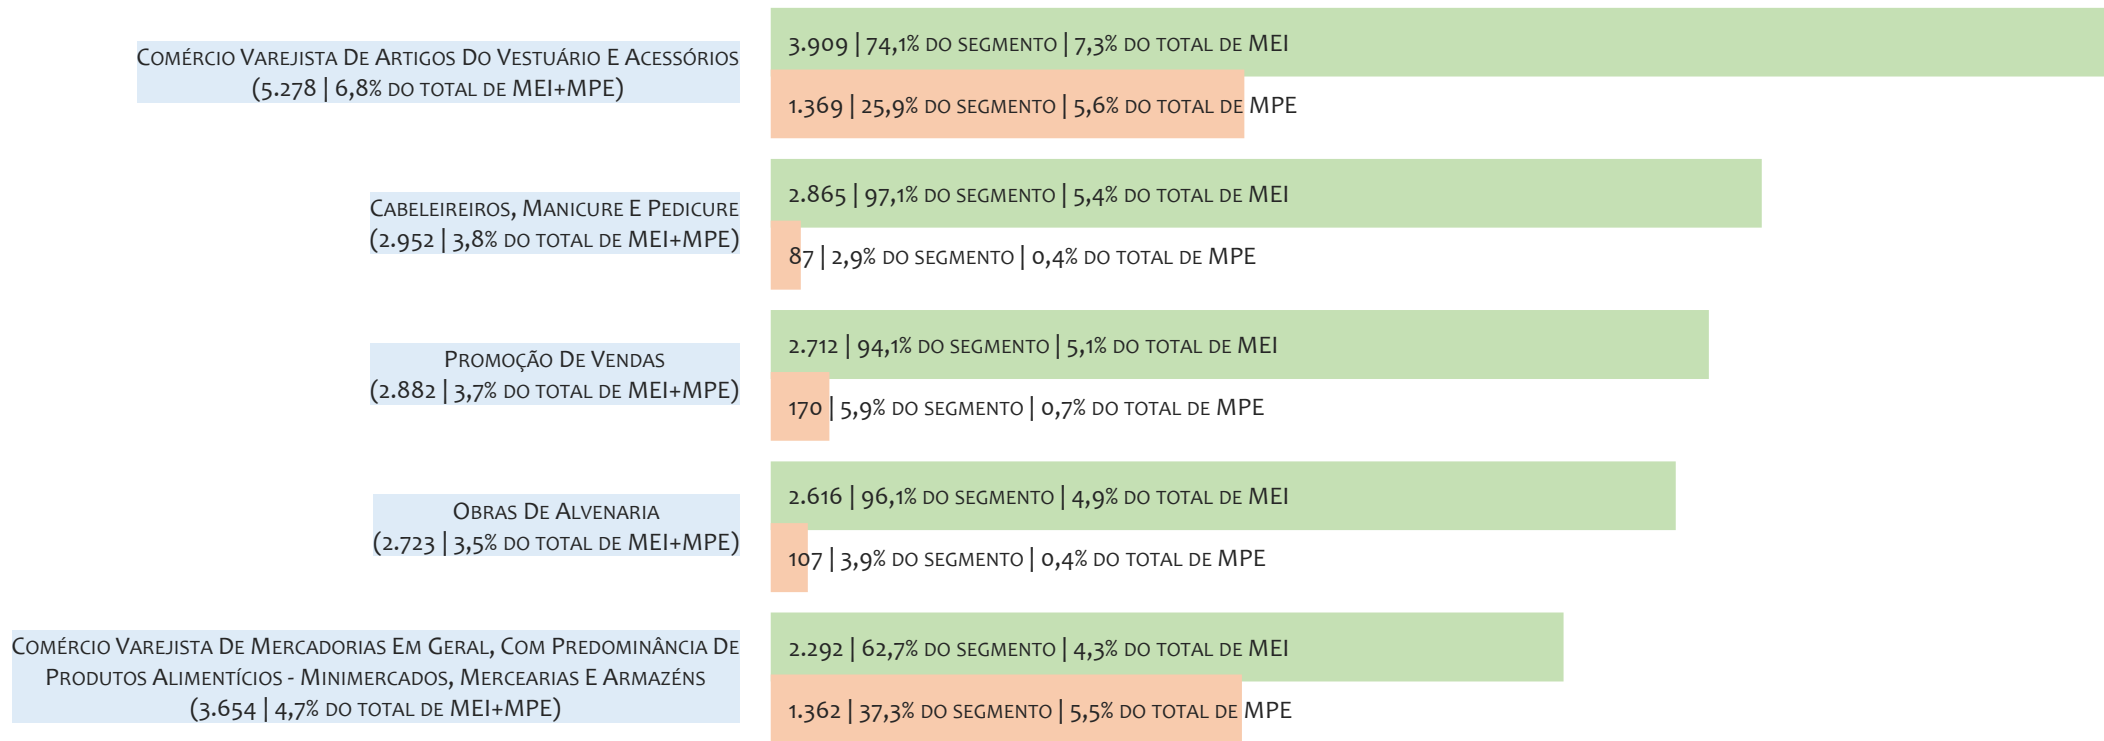 Comércio Varejista De Artigos Do Vestuário E Acessórios
(5.278 | 6,8% do total de MEI+MPE)
3.909 | 74,1% do segmento | 7,3% do total de MEI
1.369 | 25,9% do segmento | 5,6% do total de MPE
Cabeleireiros, Manicure E Pedicure
(2.952 | 3,8% do total de MEI+MPE)
2.865 | 97,1% do segmento | 5,4% do total de MEI
87 | 2,9% do segmento | 0,4% do total de MPE
Promoção De Vendas
(2.882 | 3,7% do total de MEI+MPE)
2.712 | 94,1% do segmento | 5,1% do total de MEI
170 | 5,9% do segmento | 0,7% do total de MPE
Obras De Alvenaria
(2.723 | 3,5% do total de MEI+MPE)
2.616 | 96,1% do segmento | 4,9% do total de MEI
107 | 3,9% do segmento | 0,4% do total de MPE
Comércio Varejista De Mercadorias Em Geral, Com Predominância De
Produtos Alimentícios - Minimercados, Mercearias E Armazéns
(3.654 | 4,7% do total de MEI+MPE)
2.292 | 62,7% do segmento | 4,3% do total de MEI
1.362 | 37,3% do segmento | 5,5% do total de MPE